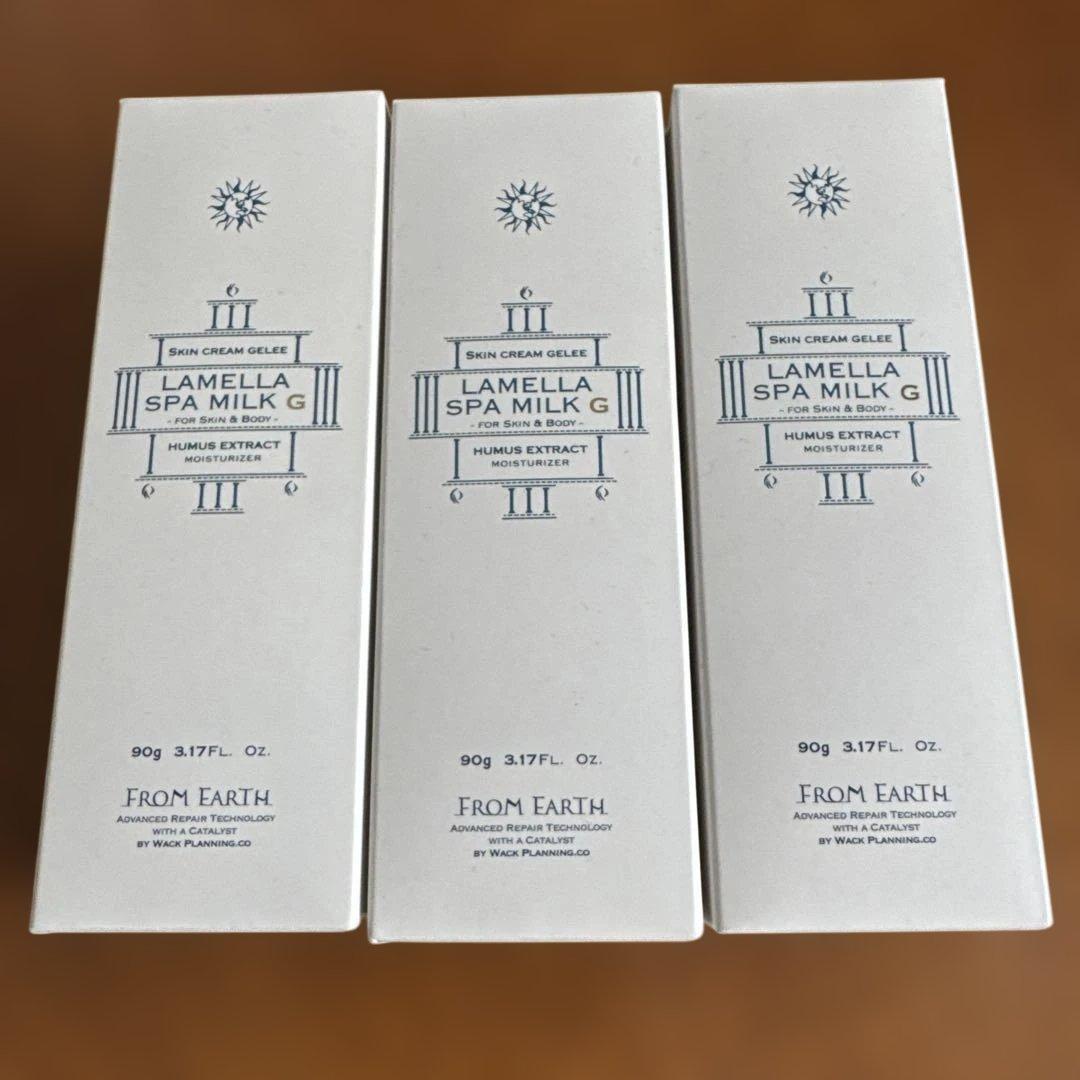 SKIN CREAM GELEE
LAMELLA
SPA MILK G
- FOR SKIN & BODY -
HUMUS EXTRACT
MOISTURIZER
90g 3.17FL. OZ.
FROM EARTH
ADVANCED REPAIR TECHNOLOGY
WITH A CATALYST
BY WACK PLANNING.CO
SKIN CREAM GELEE
LAMELLA
SPA MILK G
- FOR SKIN & BODY -
HUMUS EXTRACT
MOISTURIZER
90g 3.17FL. OZ.
FROM EARTH
ADVANCED REPAIR TECHNOLOGY
WITH A CATALYST
BY WACK PLANNING.CO
SKIN CREAM GELEE
LAMELLA
SPA MILK G
- FOR SKIN & BODY -
HUMUS EXTRACT
MOISTURIZER
90g 3.17FL. OZ.
FROM EARTH
ADVANCED REPAIR TECHNOLOGY
WITH A CATALYST
BY WACK PLANNING.CO